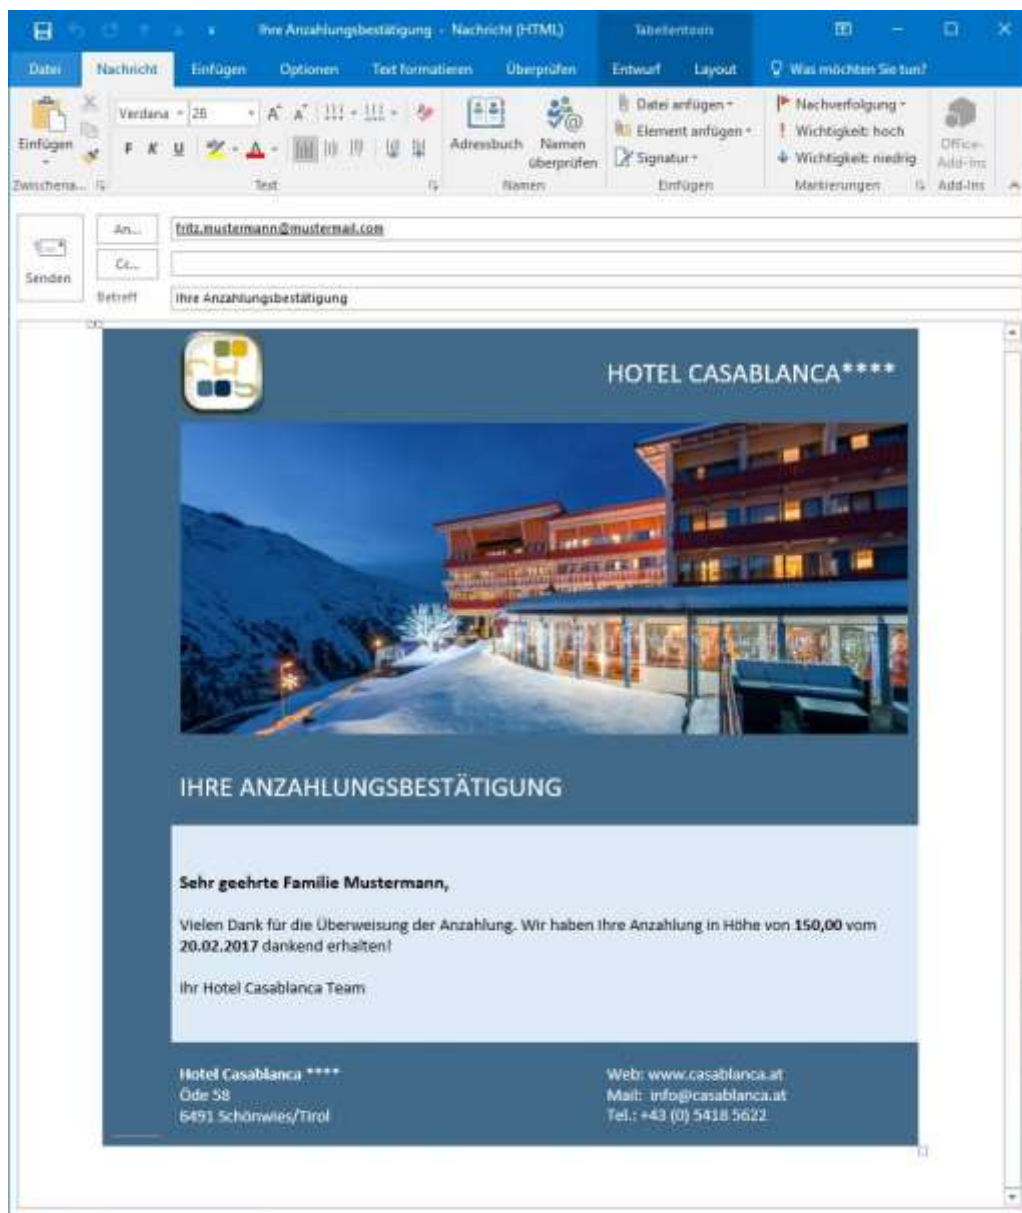 Ihre Anzahlungsbestätigung - Nachricht (HTML)
Tabellentools
Datei Nachricht Einfügen Optionen Text formatieren Überprüfen Entwurf Layout Was möchten Sie tun?
Einfügen
Verdana 26
F K U
Adressbuch
Namen
überprüfen
Datei anfügen
Element anfügen
Signatur
Nachverfolgung
Wichtigkeit: hoch
Wichtigkeit: niedrig
Office-
Add-Ins
Zwischena... Text Namen Einfügen Markierungen Add-Ins
Senden
An... fritz.mustermann@mustermail.com
Cc...
Betreff Ihre Anzahlungsbestätigung
HOTEL CASABLANCA****
IHRE ANZAHLUNGSBESTÄTIGUNG
Sehr geehrte Familie Mustermann,
Vielen Dank für die Überweisung der Anzahlung. Wir haben Ihre Anzahlung in Höhe von 150,00 vom
20.02.2017 dankend erhalten!
Ihr Hotel Casablanca Team
Hotel Casablanca ****
Öde 58
6491 Schönwies/Tirol
Web: www.casablanca.at
Mail: info@casablanca.at
Tel.: +43 (0) 5418 5622